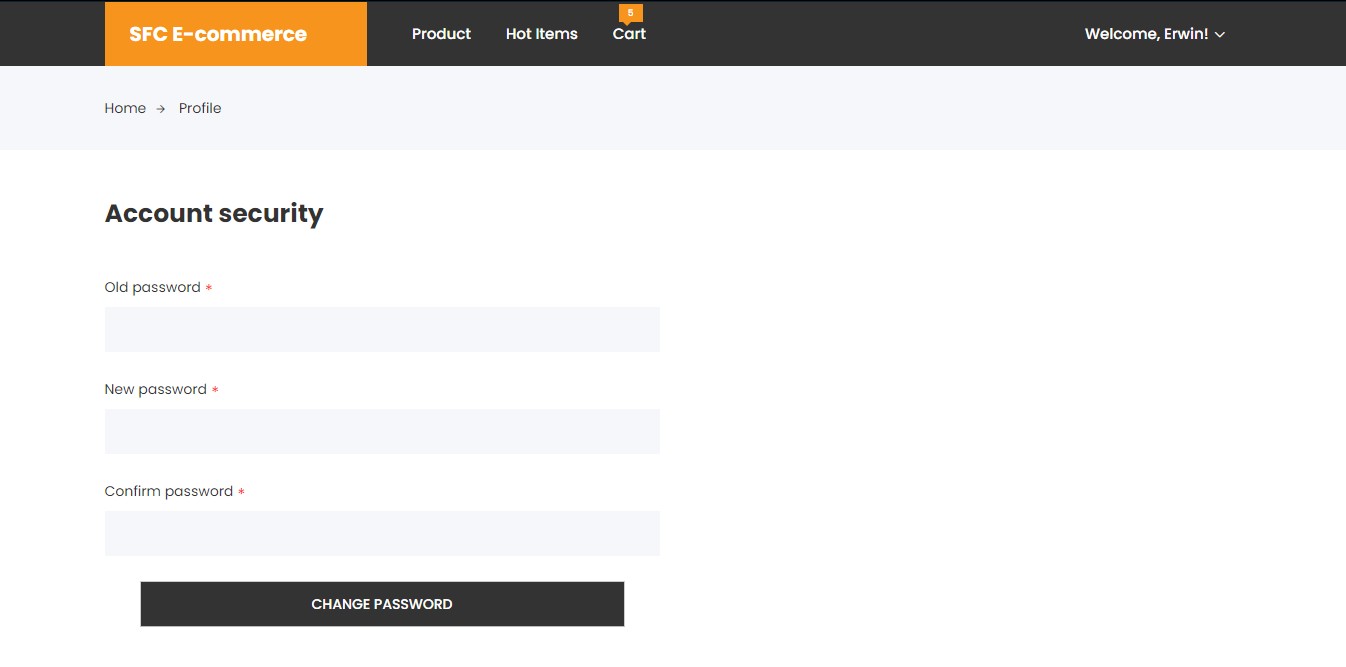 5
SFC E-commerce Product Hot Items Cart Welcome, Erwin!
Home → Profile
Account security
Old password *
New password *
Confirm password *
CHANGE PASSWORD